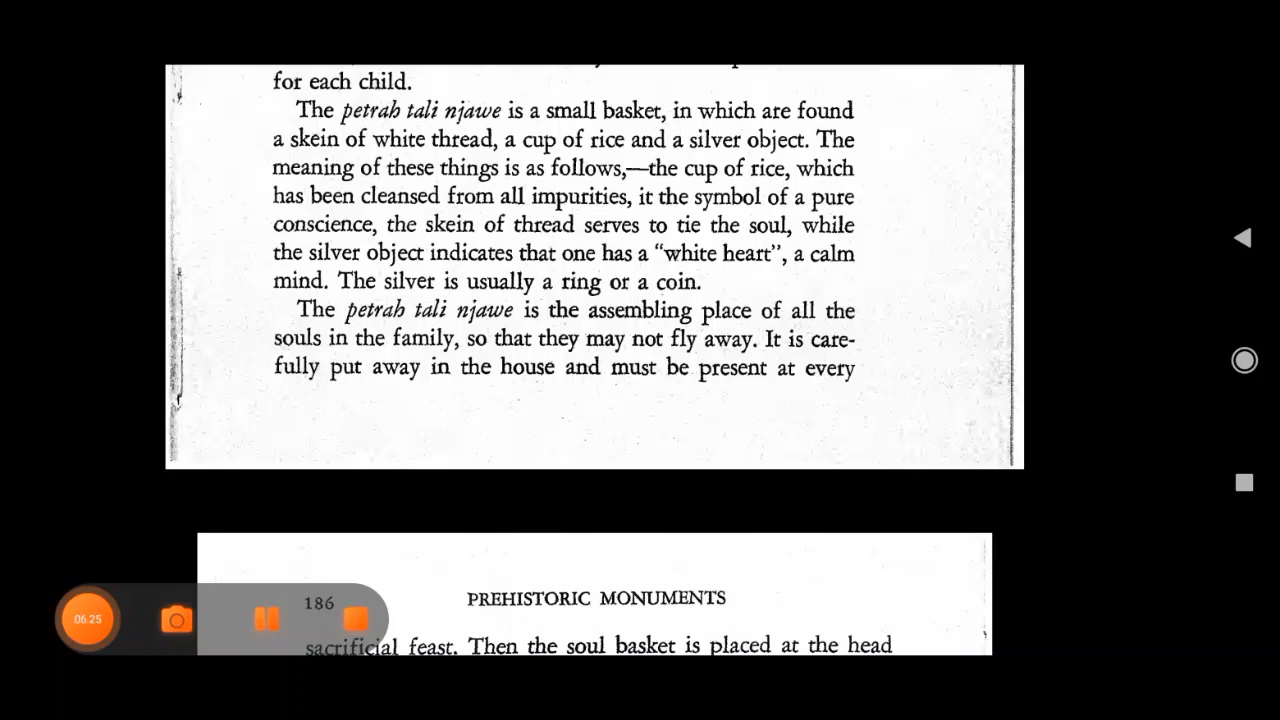 for each child.
The petrah tali njawe is a small basket, in which are found
a skein of white thread, a cup of rice and a silver object. The
meaning of these things is as follows,—the cup of rice, which
has been cleansed from all impurities, it the symbol of a pure
conscience, the skein of thread serves to tie the soul, while
the silver object indicates that one has a “white heart”, a calm
mind. The silver is usually a ring or a coin.
The petrah tali njawe is the assembling place of all the
souls in the family, so that they may not fly away. It is care-
fully put away in the house and must be present at every
186 PREHISTORIC MONUMENTS
sacrificial feast. Then the soul basket is placed at the head
06.25